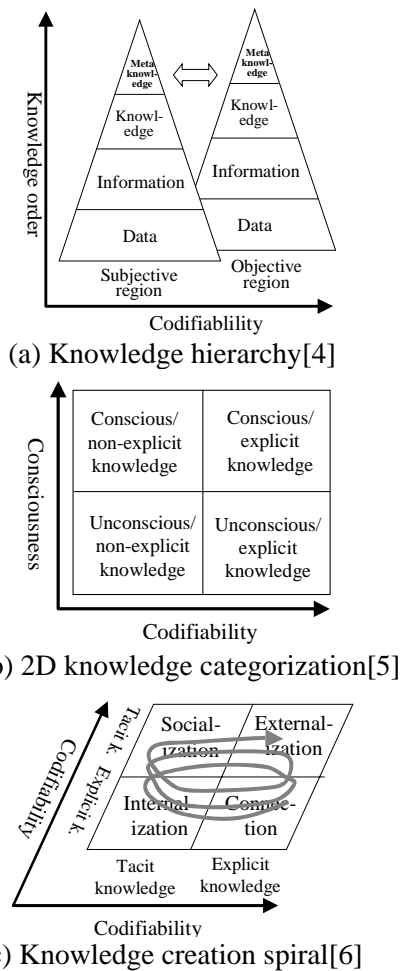 Knowledge order
Meta
knowl-
edge
Knowl-
edge
Information
Data
Meta
knowl-
edge
Knowl-
edge
Information
Data
Subjective
region
Objective
region
Codifiablility
(a) Knowledge hierarchy[4]
Consciousness
Conscious/
non-explicit
knowledge
Conscious/
explicit
knowledge
Unconscious/
non-explicit
knowledge
Unconscious/
explicit
knowledge
Codifiability
) 2D knowledge categorization[5]
Codifiability
Tacit k.
Explicit k.
Social-
ization
External-
ization
Internal-
ization
Connec-
tion
Tacit
knowledge
Explicit
knowledge
Codifiability
) Knowledge creation spiral[6]